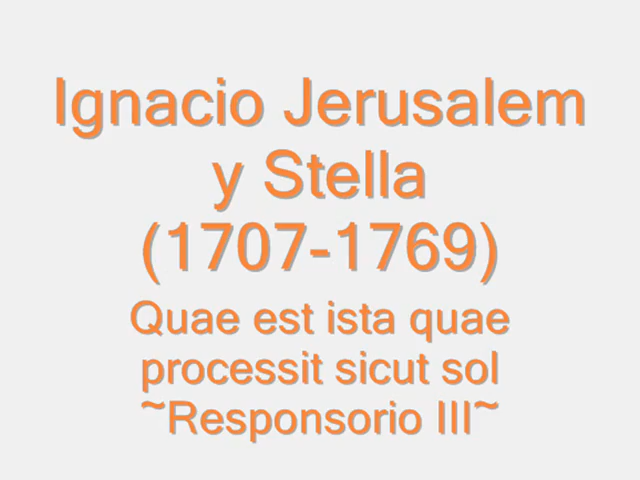 Ignacio Jerusalem
y Stella
(1707-1769)
Quae est ista quae
processit sicut sol
~Responsorio III~